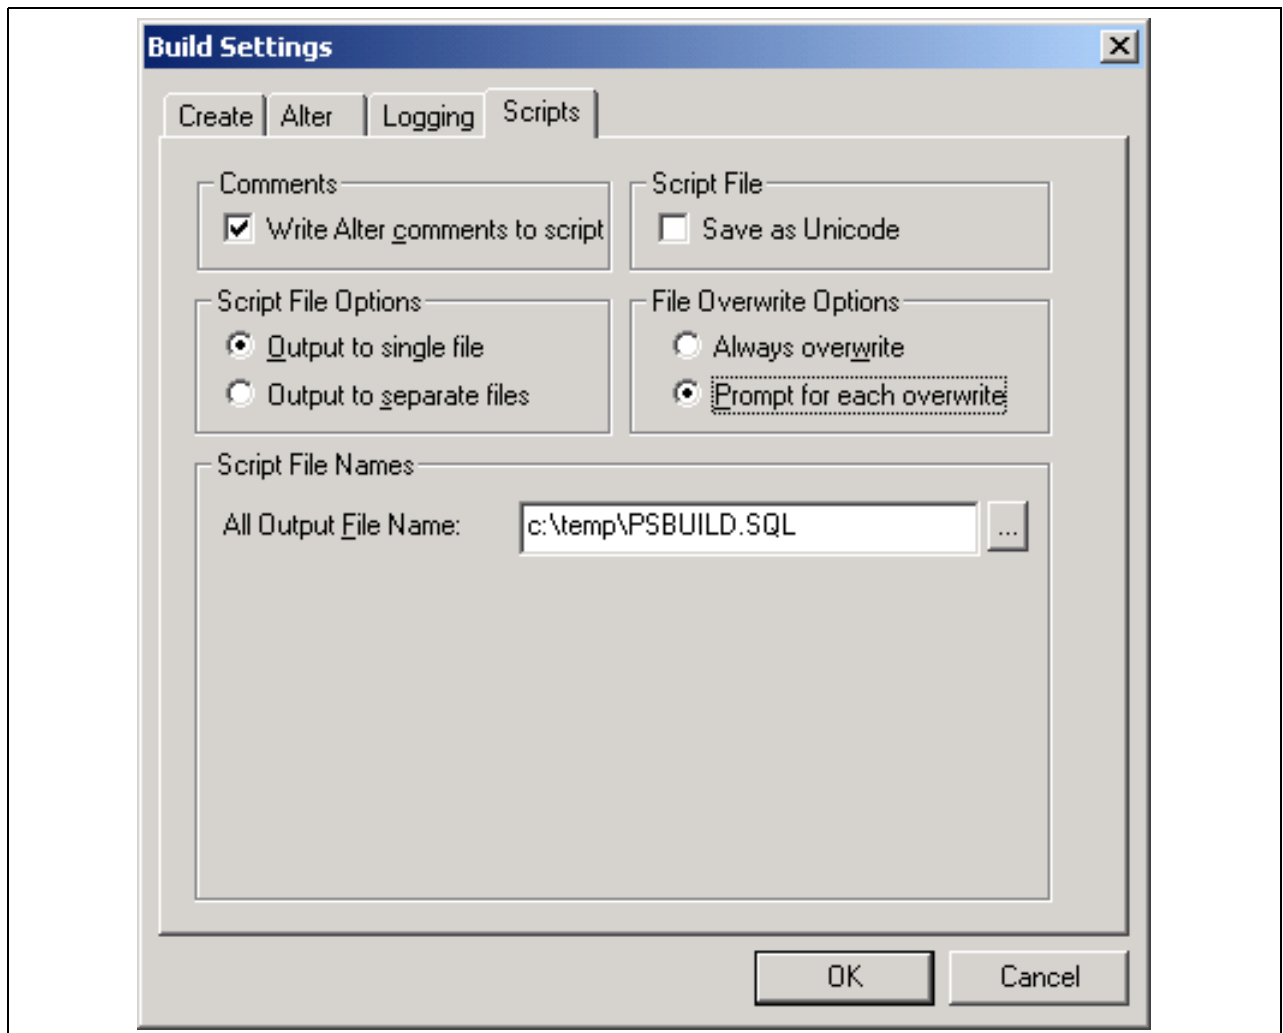 Build Settings
Create Alter Logging Scripts
Comments
Write Alter comments to script
Script File
Save as Unicode
Script File Options
Output to single file
Output to separate files
File Overwrite Options
Always overwrite
Prompt for each overwrite
Script File Names
All Output File Name: c:\temp\PSBUILD.SQL ...
OK Cancel